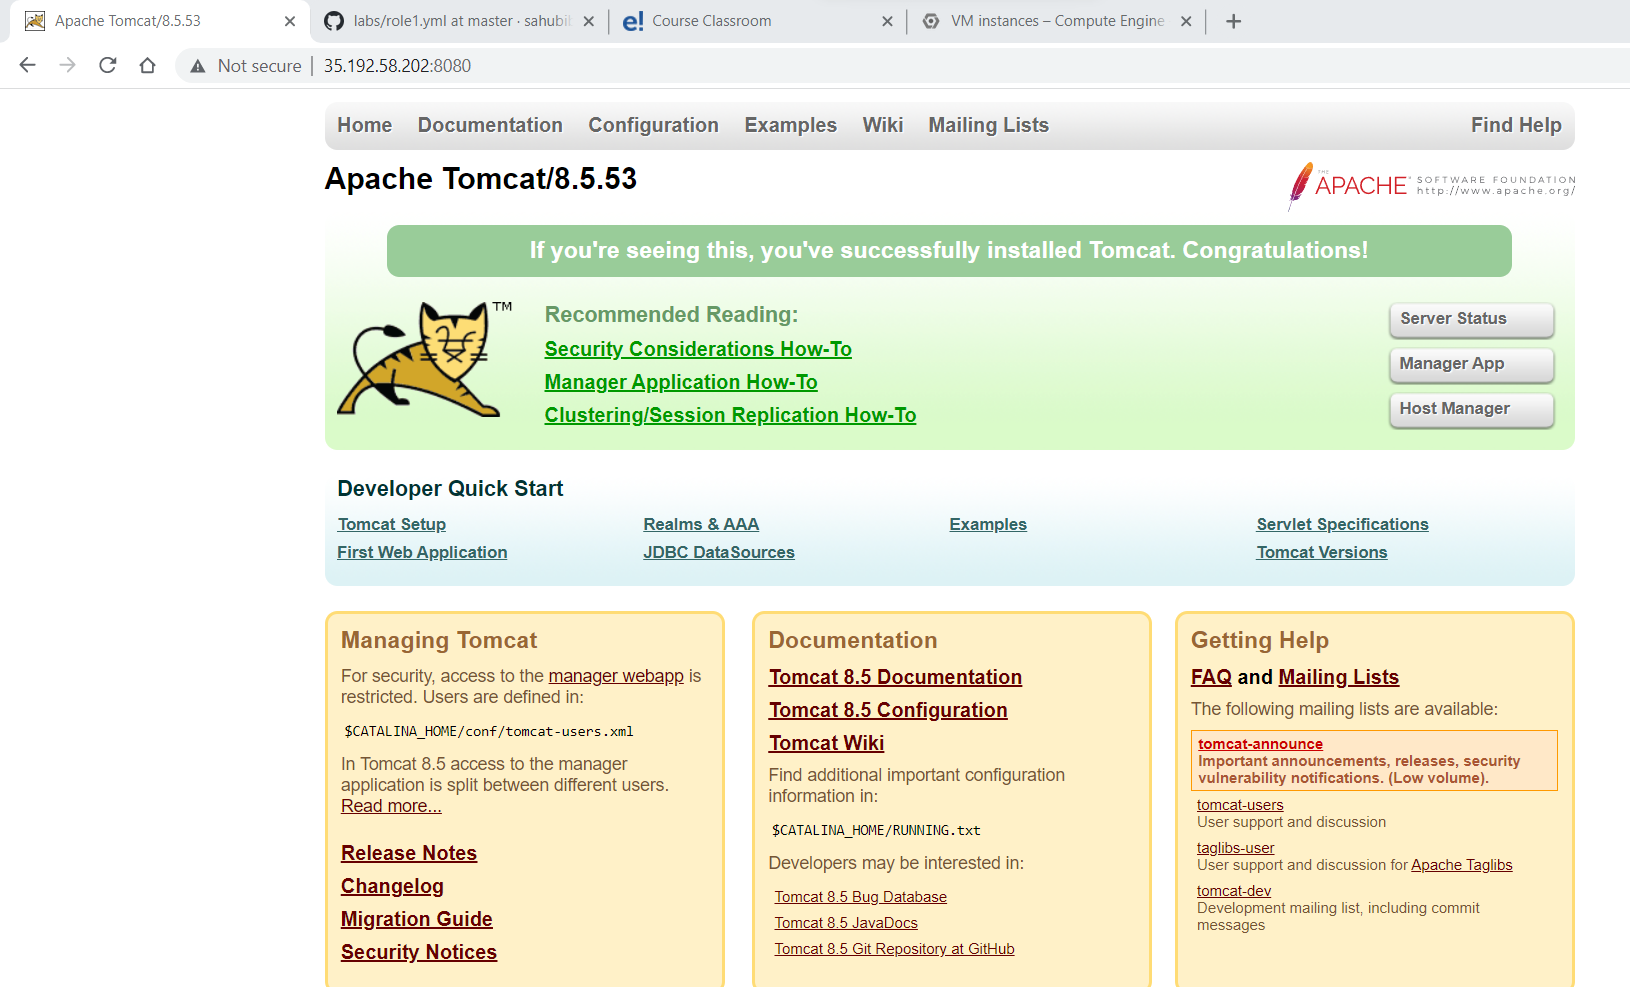 Apache Tomcat/8.5.53
labs/role1.yml at master · sahubib
Course Classroom
VM instances – Compute Engine
Not secure
35.192.58.202:8080
Home Documentation Configuration Examples Wiki Mailing Lists Find Help
Apache Tomcat/8.5.53
THE
APACHE
SOFTWARE FOUNDATION
http://www.apache.org/
If you're seeing this, you've successfully installed Tomcat. Congratulations!
TM
Recommended Reading:
Security Considerations How-To
Manager Application How-To
Clustering/Session Replication How-To
Server Status
Manager App
Host Manager
Developer Quick Start
Tomcat Setup
First Web Application
Realms & AAA
JDBC DataSources
Examples
Servlet Specifications
Tomcat Versions
Managing Tomcat
For security, access to the manager webapp is
restricted. Users are defined in:
$CATALINA_HOME/conf/tomcat-users.xml
In Tomcat 8.5 access to the manager
application is split between different users.
Read more...
Release Notes
Changelog
Migration Guide
Security Notices
Documentation
Tomcat 8.5 Documentation
Tomcat 8.5 Configuration
Tomcat Wiki
Find additional important configuration
information in:
$CATALINA_HOME/RUNNING.txt
Developers may be interested in:
Tomcat 8.5 Bug Database
Tomcat 8.5 JavaDocs
Tomcat 8.5 Git Repository at GitHub
Getting Help
FAQ and Mailing Lists
The following mailing lists are available:
tomcat-announce
Important announcements, releases, security
vulnerability notifications. (Low volume).
tomcat-users
User support and discussion
taglibs-user
User support and discussion for Apache Taglibs
tomcat-dev
Development mailing list, including commit
messages